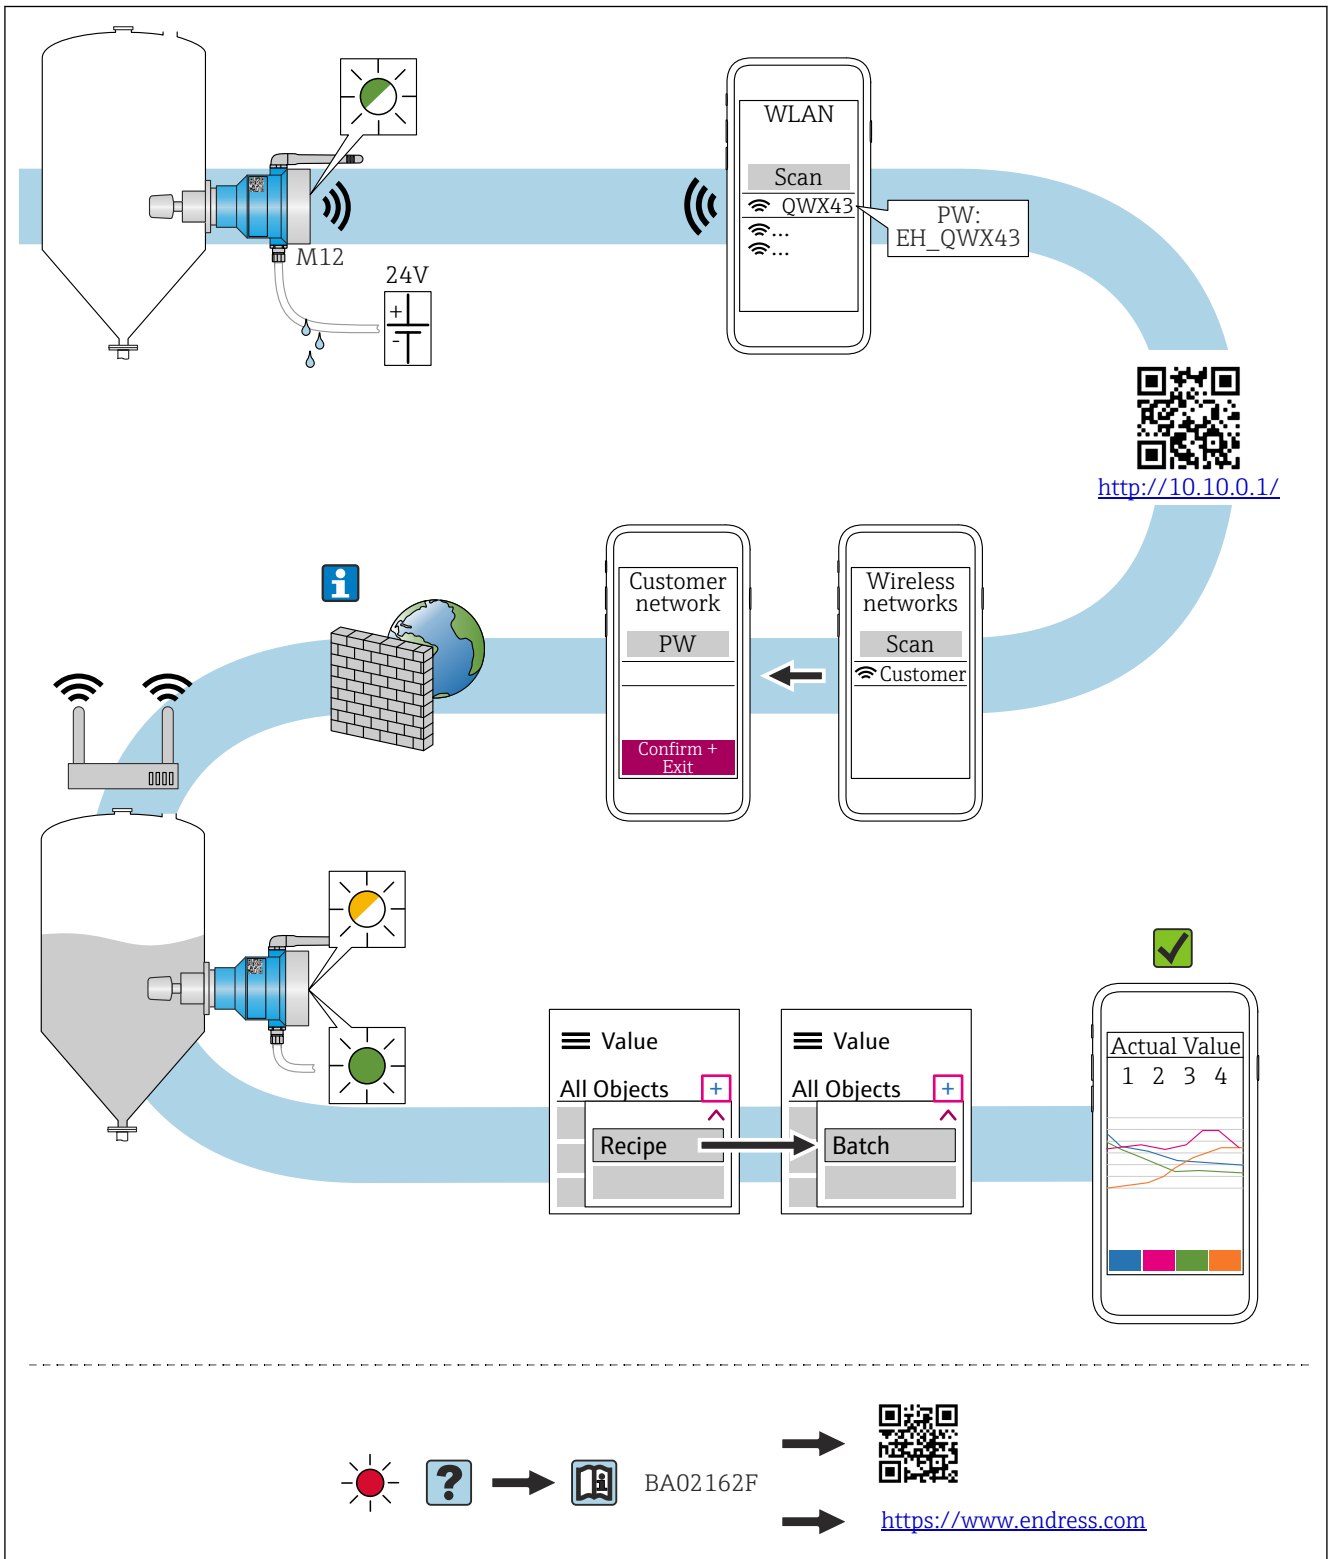 M12
24V
+
-
WLAN
Scan
QWX43
...
...
PW:
EH_QWX43
http://10.10.0.1/
Wireless
networks
Scan
Customer
Customer
network
PW
Confirm +
Exit
i
Value
All Objects +
Recipe
Value
All Objects +
Batch
Actual Value
1 2 3 4
?
i
BA02162F
https://www.endress.com